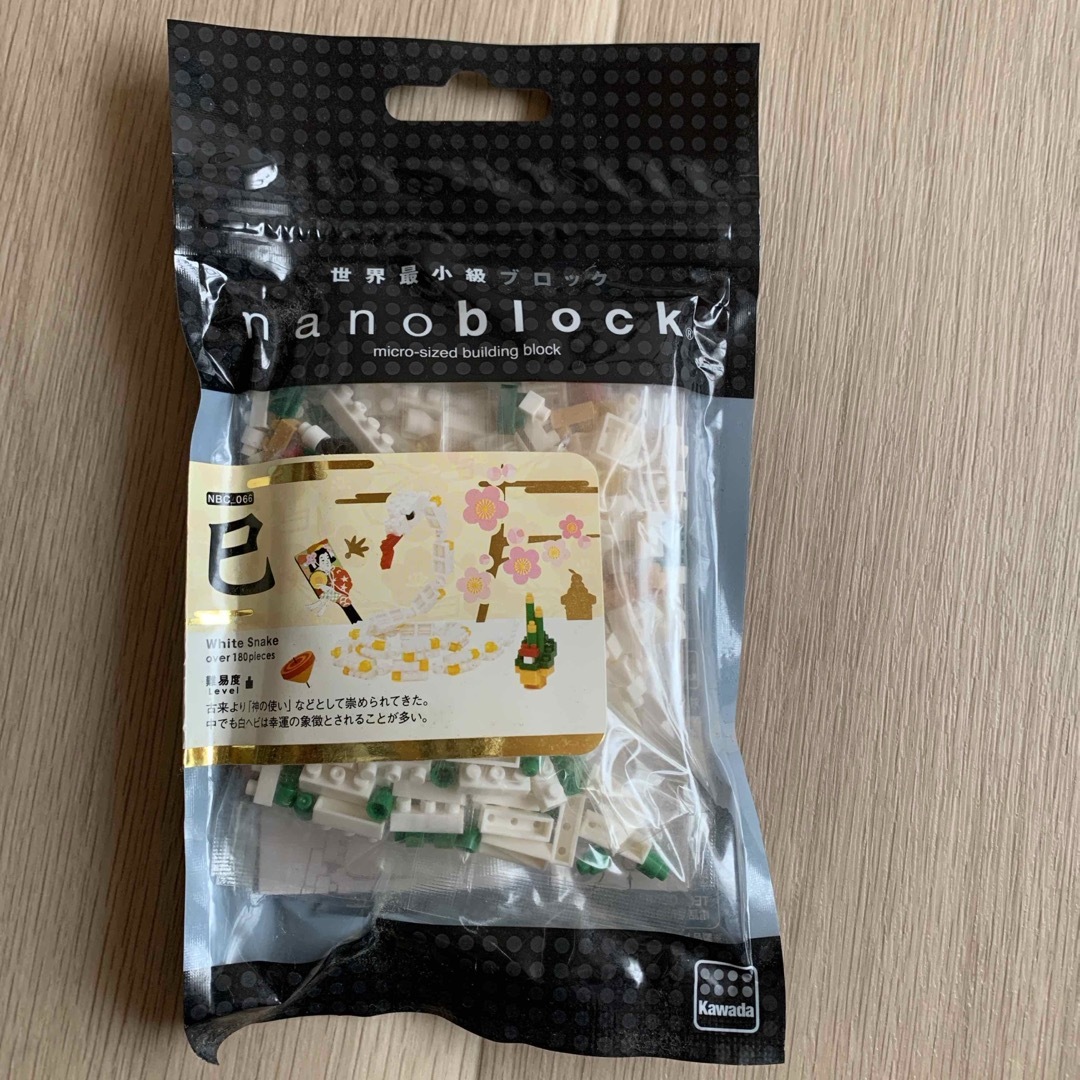 世界最小級ブロック
nanoblock®
micro-sized building block
NBC_066
巳
White Snake
over 180pieces
難易度
Level
古来より「神の使い」などとして崇められてきた。
中でも白ヘビは幸運の象徴とされることが多い。
Kawada